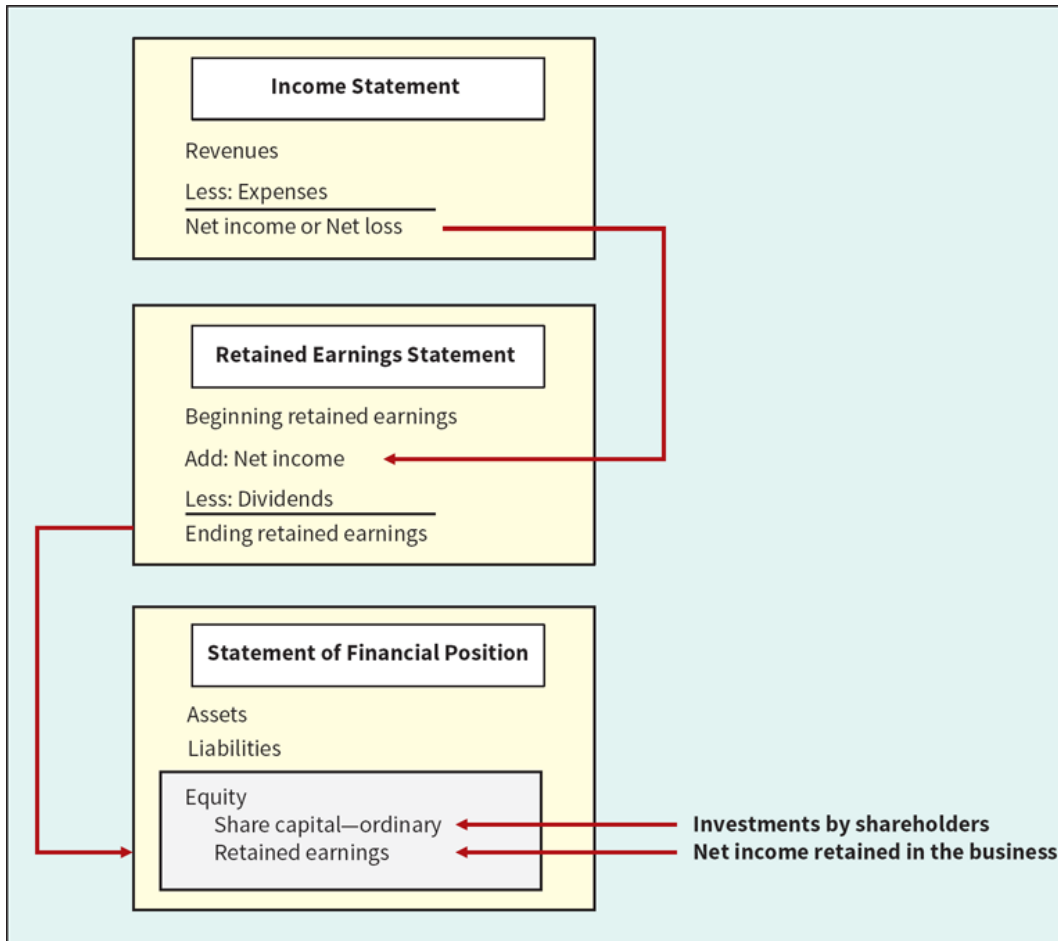 Income Statement
Revenues
Less: Expenses
Net income or Net loss
Retained Earnings Statement
Beginning retained earnings
Add: Net income
Less: Dividends
Ending retained earnings
Statement of Financial Position
Assets
Liabilities
Equity
Share capital—ordinary
Investments by shareholders
Retained earnings
Net income retained in the business